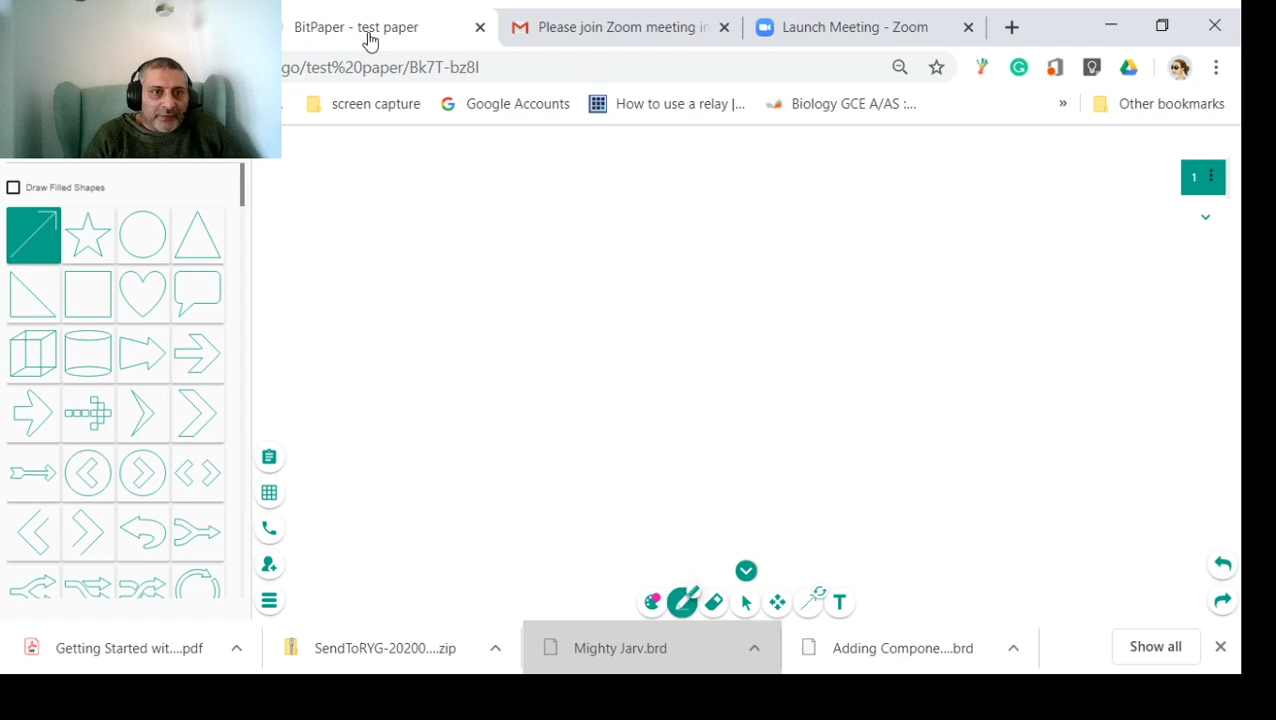 BitPaper - test paper
Please join Zoom meeting in
Launch Meeting - Zoom
go/test%20paper/Bk7T-bz8I
screen capture
Google Accounts
How to use a relay |...
Biology GCE A/AS :...
»
Other bookmarks
Draw Filled Shapes
1
T
Getting Started wit....pdf
SendToRYG-20200....zip
Mighty Jarv.brd
Adding Compone....brd
Show all